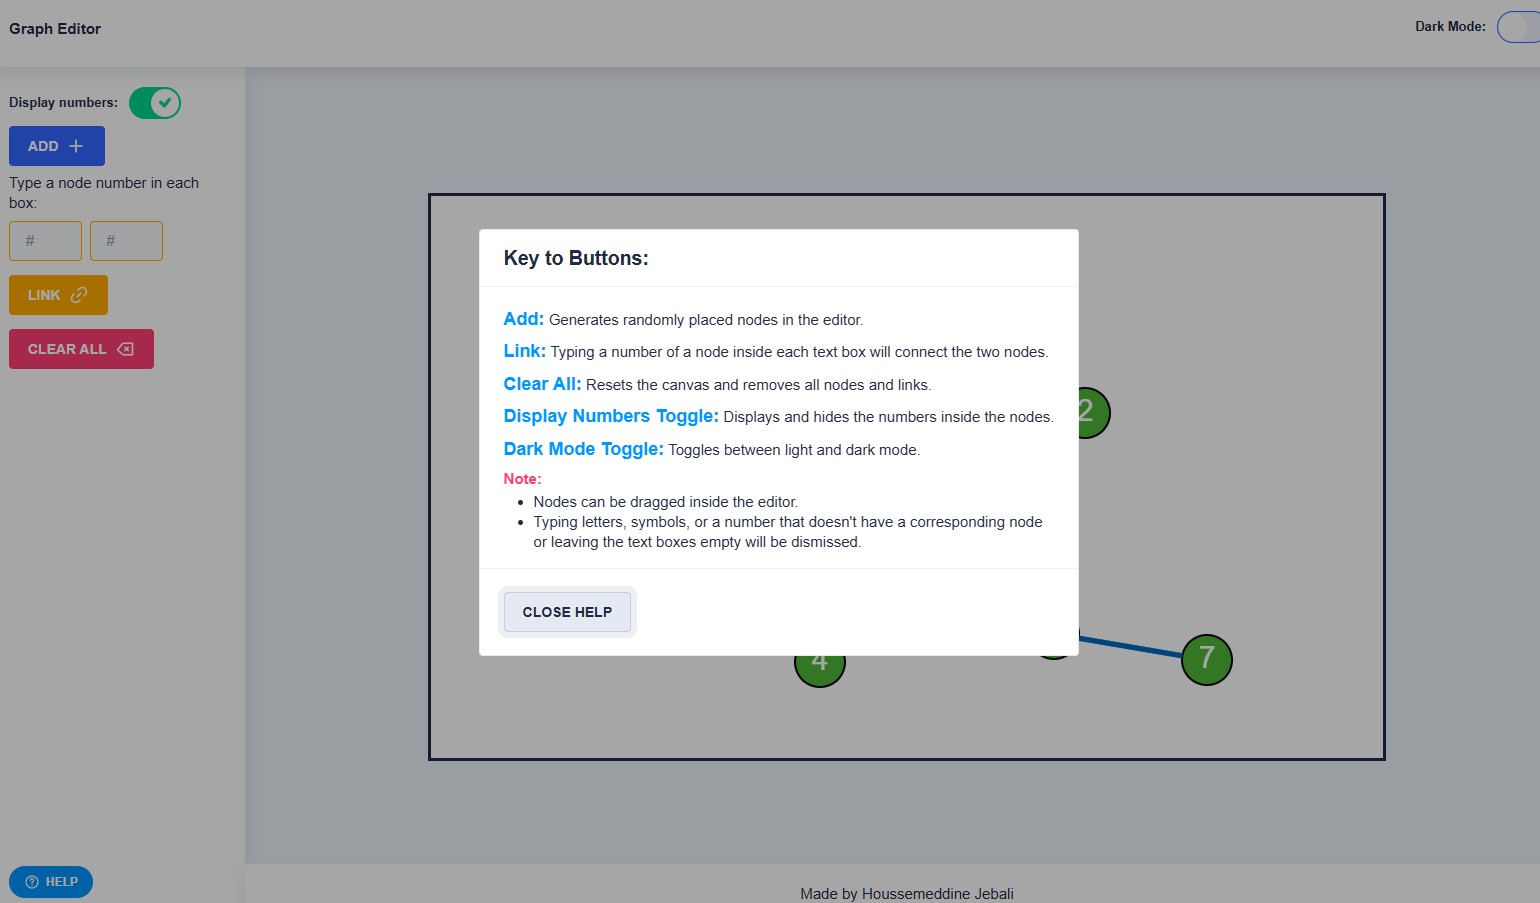 Graph Editor
Dark Mode:
Display numbers:
ADD
Type a node number in each
box:
# #
LINK
CLEAR ALL
Key to Buttons:
Add: Generates randomly placed nodes in the editor.
Link: Typing a number of a node inside each text box will connect the two nodes.
Clear All: Resets the canvas and removes all nodes and links.
Display Numbers Toggle: Displays and hides the numbers inside the nodes.
Dark Mode Toggle: Toggles between light and dark mode.
Note:
Nodes can be dragged inside the editor.
Typing letters, symbols, or a number that doesn't have a corresponding node
or leaving the text boxes empty will be dismissed.
CLOSE HELP
2
4
7
HELP
Made by Houssemeddine Jebali